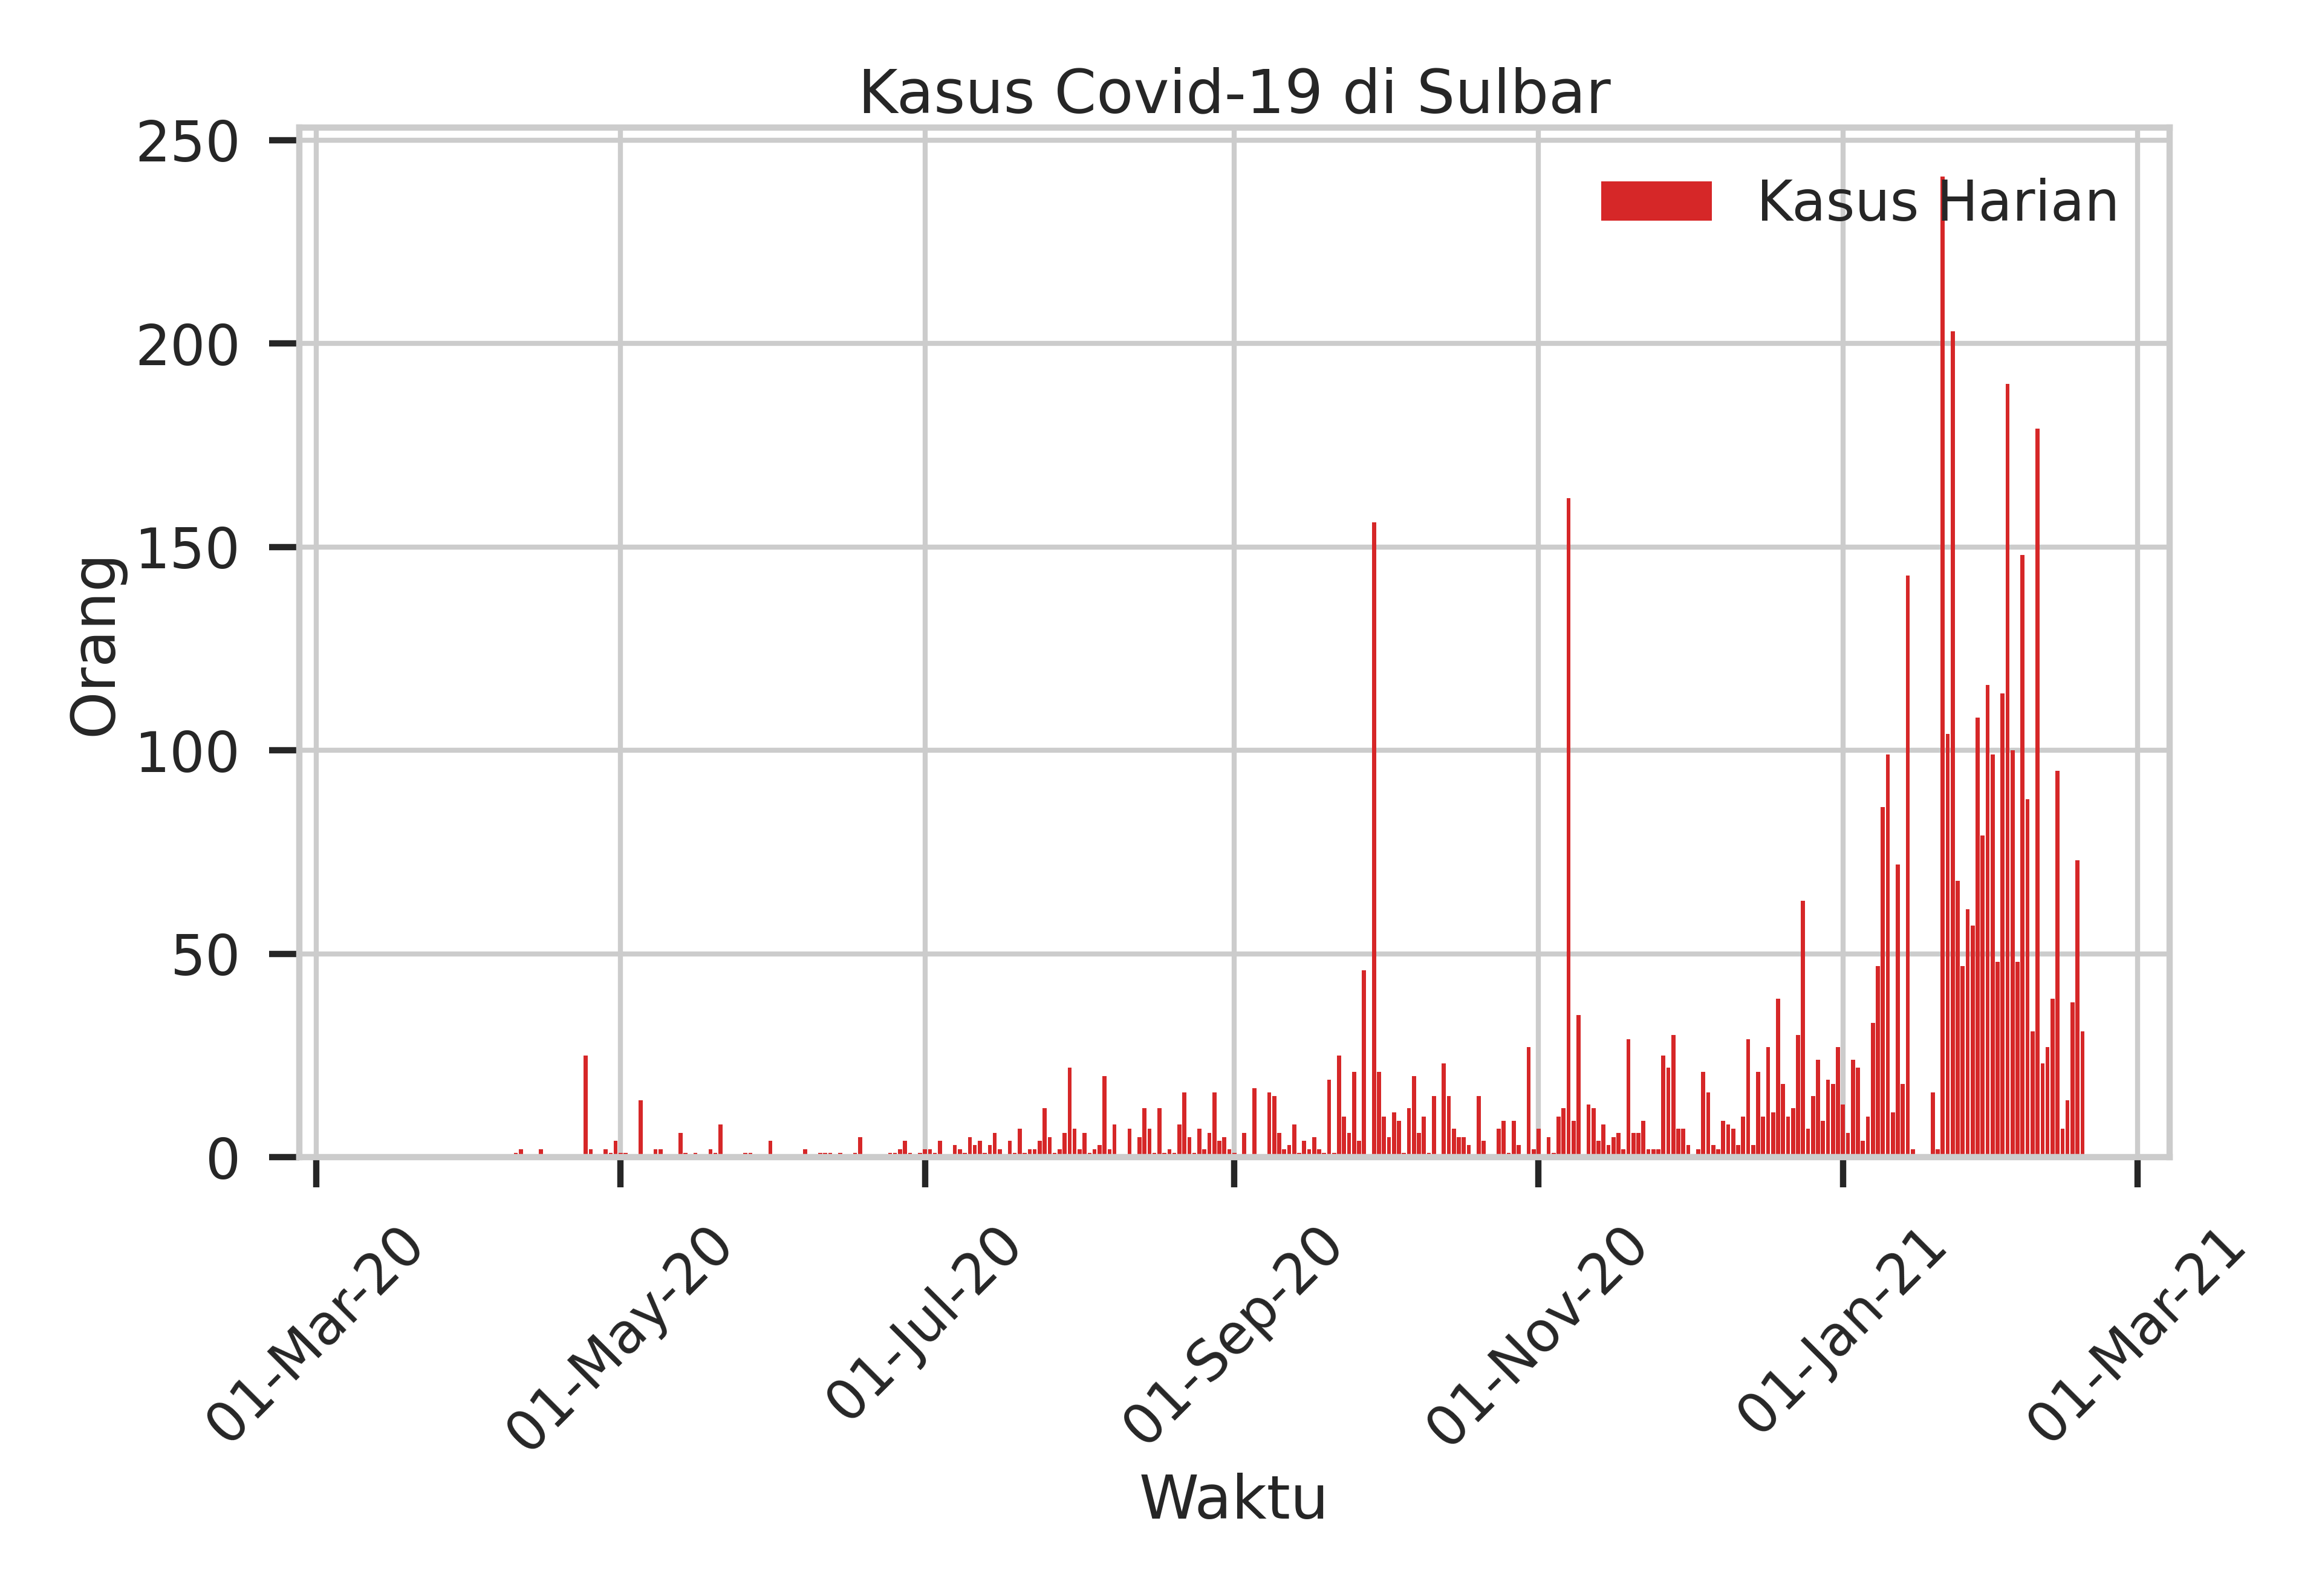 Kasus Covid-19 di Sulbar
Kasus Harian
250
200
150
100
50
0
Orang
01-Mar-20
01-May-20
01-Jul-20
01-Sep-20
01-Nov-20
01-Jan-21
01-Mar-21
Waktu